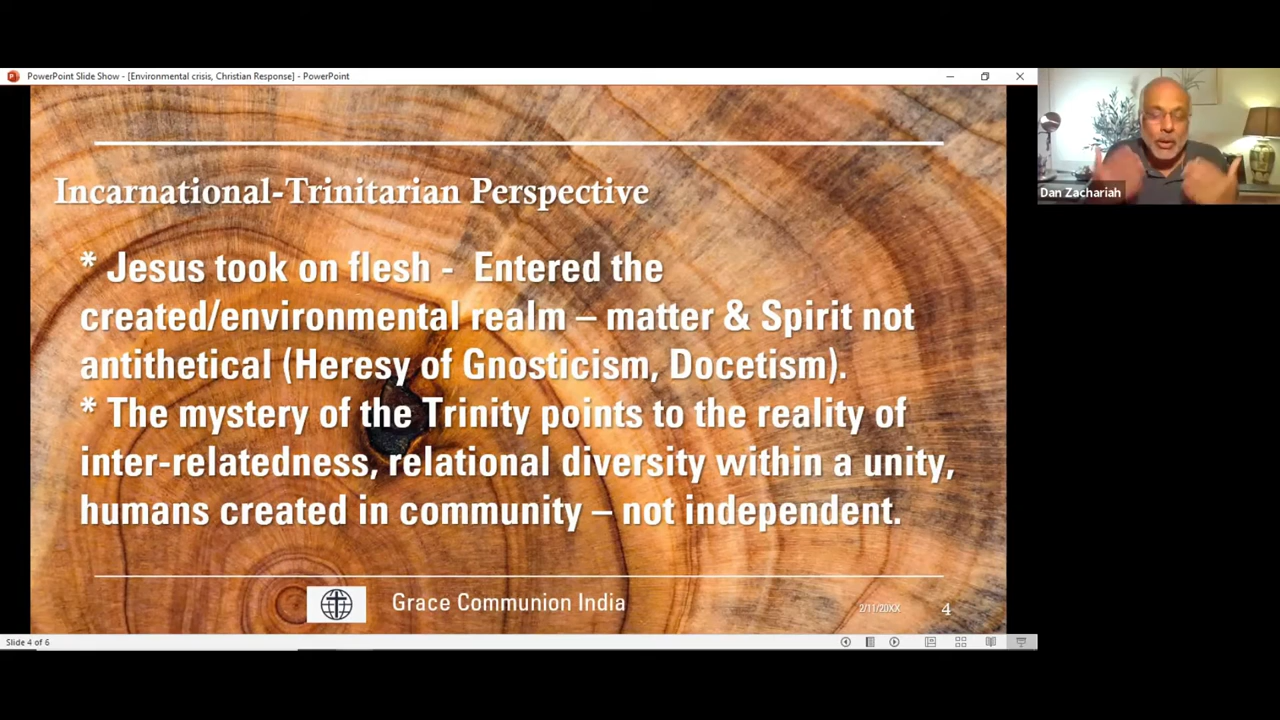 PowerPoint Slide Show - [Environmental crisis, Christian Response] - PowerPoint
Dan Zachariah
Incarnational-Trinitarian Perspective
* Jesus took on flesh - Entered the
created/environmental realm – matter & Spirit not
antithetical (Heresy of Gnosticism, Docetism).
* The mystery of the Trinity points to the reality of
inter-relatedness, relational diversity within a unity,
humans created in community – not independent.
Grace Communion India
2/11/20XX
4
Slide 4 of 6